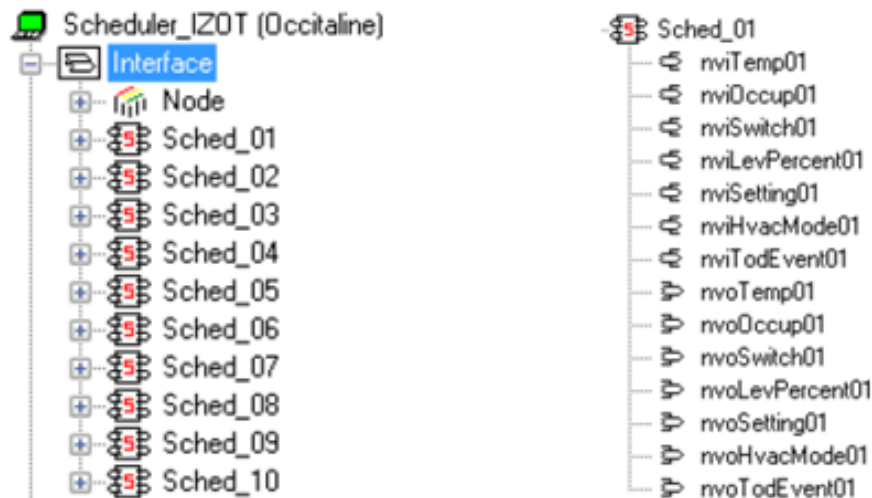 Scheduler_IZOT (Occitaline)
Interface
Node
Sched_01
Sched_02
Sched_03
Sched_04
Sched_05
Sched_06
Sched_07
Sched_08
Sched_09
Sched_10
Sched_01
nviTemp01
nviOccup01
nviSwitch01
nviLevPercent01
nviSetting01
nviHvacMode01
nviTodEvent01
nvoTemp01
nvoOccup01
nvoSwitch01
nvoLevPercent01
nvoSetting01
nvoHvacMode01
nvoTodEvent01